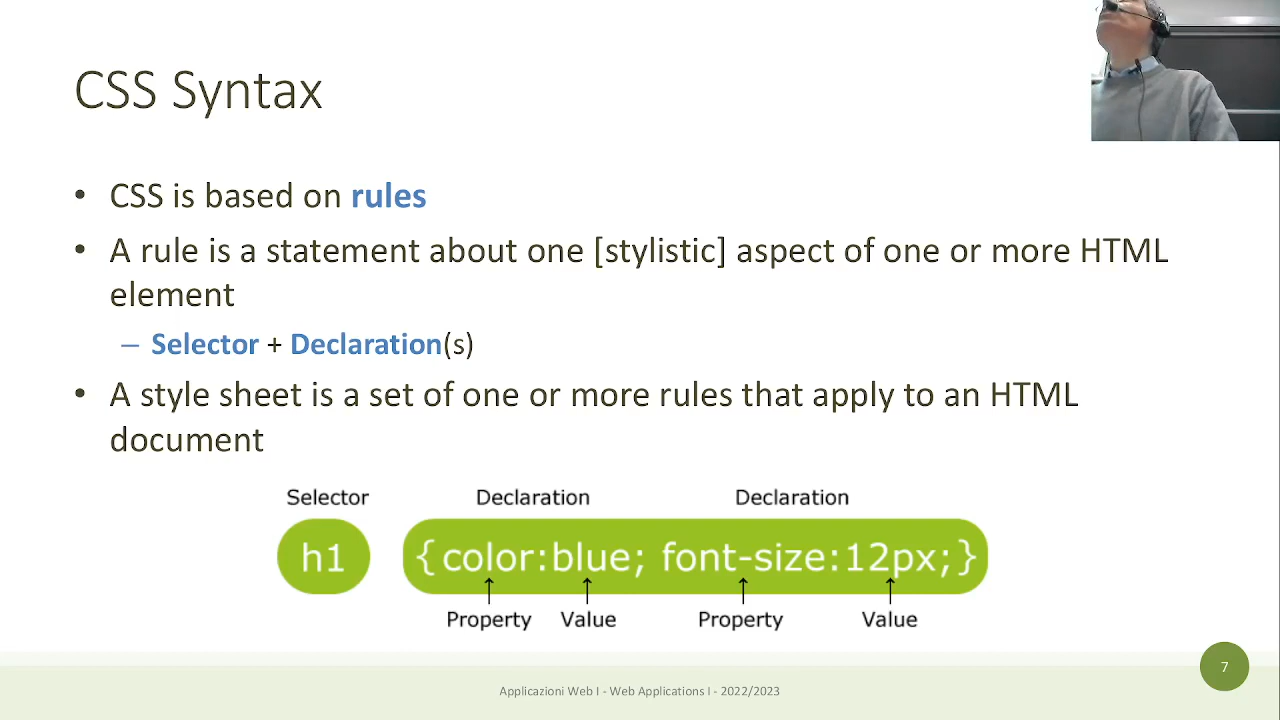 CSS Syntax
• CSS is based on rules
• A rule is a statement about one [stylistic] aspect of one or more HTML
element
– Selector + Declaration(s)
• A style sheet is a set of one or more rules that apply to an HTML
document
Selector Declaration Declaration
h1 {color:blue; font-size:12px;}
Property Value Property Value
7
Applicazioni Web I - Web Applications I - 2022/2023